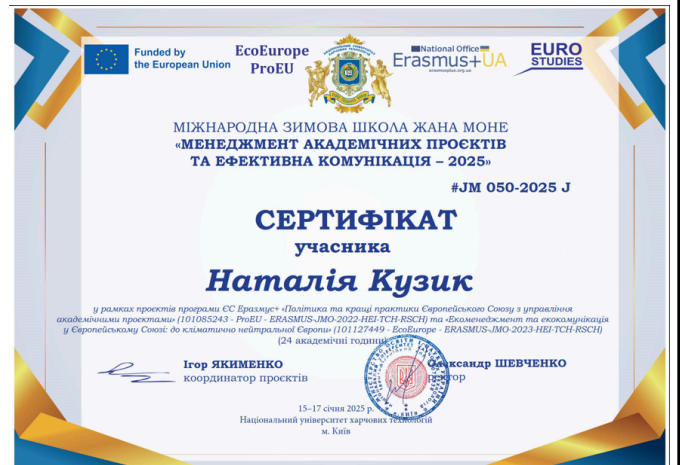 Funded by
the European Union
EcoEurope
ProEU
National Office
Erasmus+UA
erasmusplus.org.ua
EURO
STUDIES
МІЖНАРОДНА ЗИМОВА ШКОЛА ЖАНА МОНЕ
«МЕНЕДЖМЕНТ АКАДЕМІЧНИХ ПРОЄКТІВ
ТА ЕФЕКТИВНА КОМУНІКАЦІЯ – 2025»
#JM 050-2025 J
СЕРТИФІКАТ
учасника
Наталія Кузик
у рамках проєктів програми ЄС Еразмус+ «Політика та кращі практики Європейського Союзу з управління
академічними проєктами» (101085243 - ProEU - ERASMUS-JMO-2022-HEI-TCH-RSCH) та «Екоменеджмент та екокомунікація
у Європейському Союзі: до кліматично нейтральної Європи» (101127449 - EcoEurope - ERASMUS-JMO-2023-HEI-TCH-RSCH)
(24 академічні години)
Ігор ЯКИМЕНКО
координатор проєктів
Олександр ШЕВЧЕНКО
ректор
15–17 січня 2025 р.
Національний університет харчових технологій
м. Київ